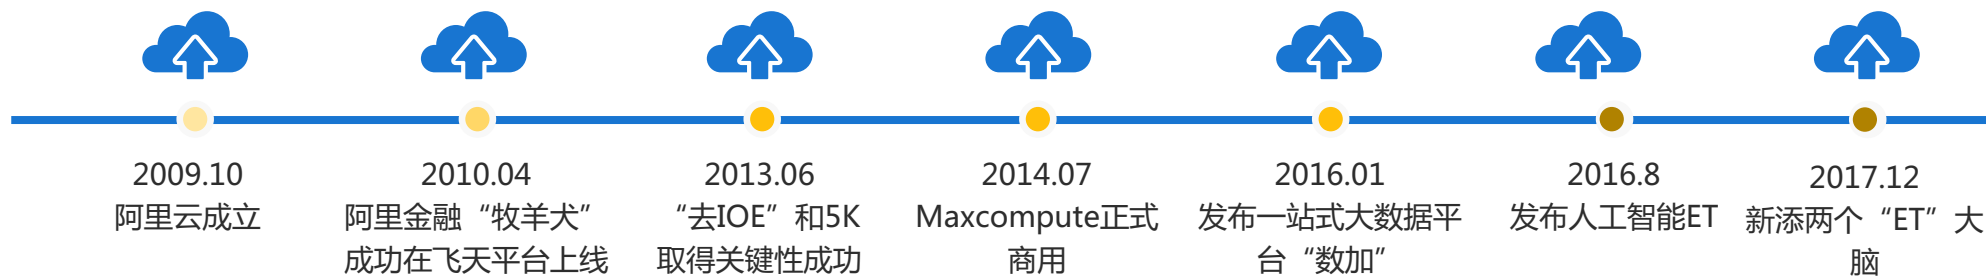 2009.10
阿里云成立
2010.04
阿里金融“牧羊犬”
成功在飞天平台上线
2013.06
“去IOE”和5K
取得关键性成功
2014.07
Maxcompute正式
商用
2016.01
发布一站式大数据平
台“数加”
2016.8
发布人工智能ET
2017.12
新添两个“ET”大
脑